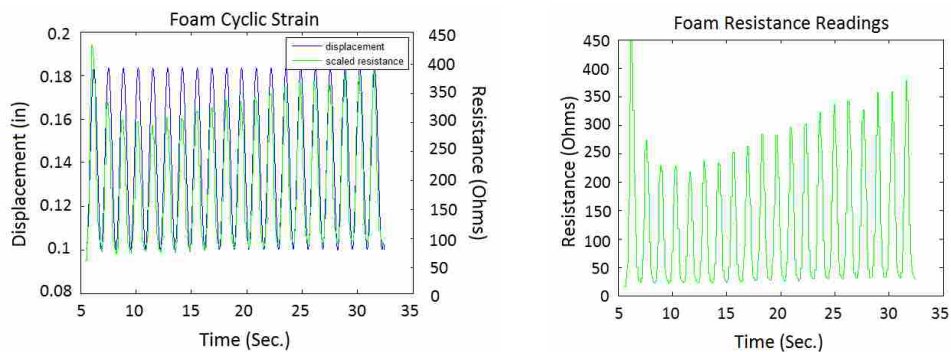 Foam Cyclic Strain
0.2
0.18
0.16
0.14
0.12
0.1
0.08
Displacement (in)
displacement
scaled resistance
450
400
350
300
250
200
150
100
50
0
Resistance
(Ohms)
5 10 15 20 25 30 35
Time (Sec.)
Foam Resistance Readings
450
400
350
300
250
200
150
100
50
0
Resistance (Ohms)
5 10 15 20 25 30 35
Time (Sec.)